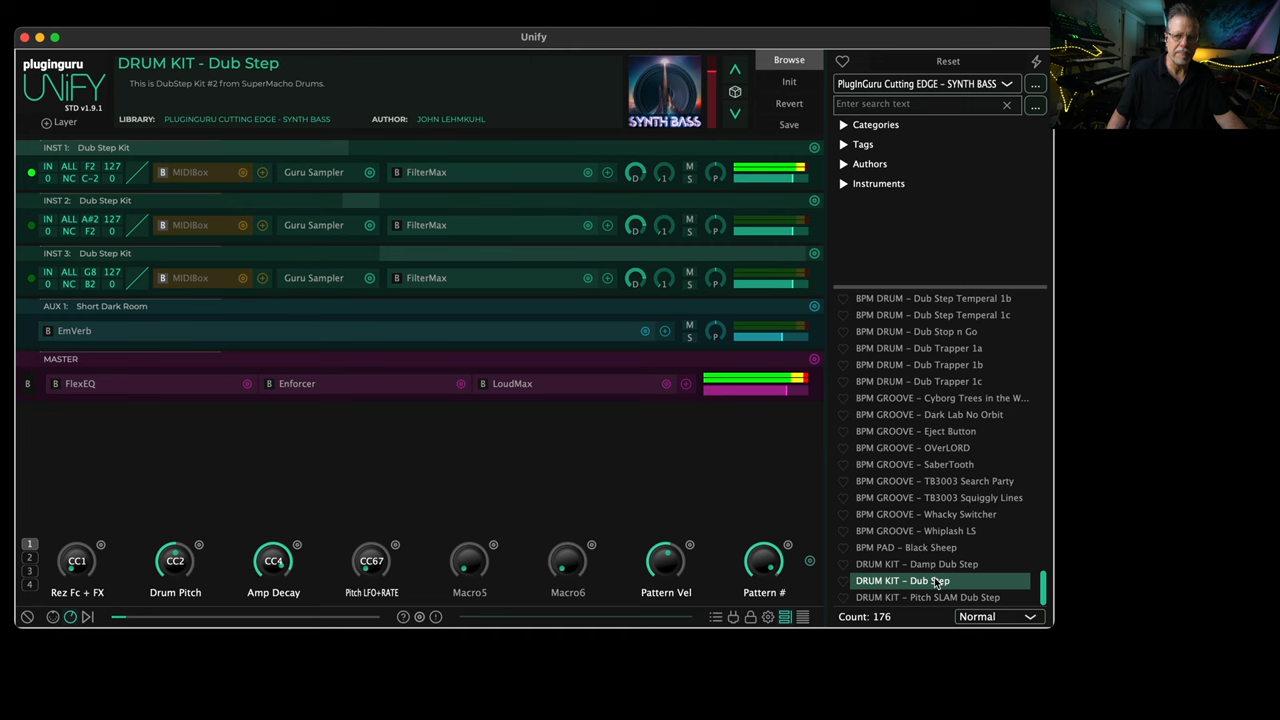 Unify
pluginguru
UNiFY
STD v1.9.1
Layer
DRUM KIT - Dub Step
This is DubStep Kit #2 from SuperMacho Drums.
LIBRARY: PLUGINGURU CUTTING EDGE - SYNTH BASS AUTHOR: JOHN LEHMKUHL
SYNTH BASS
Browse
Init
Revert
Save
INST 1: Dub Step Kit
IN ALL F2 127
0 NC C-2 0
B MIDIBox Guru Sampler B FilterMax D 1 M S P
INST 2: Dub Step Kit
IN ALL A#2 127
0 NC F2 0
B MIDIBox Guru Sampler B FilterMax D 1 M S P
INST 3: Dub Step Kit
IN ALL G8 127
0 NC B2 0
B MIDIBox Guru Sampler B FilterMax D 1 M S P
AUX 1: Short Dark Room
B EmVerb M S P
MASTER
B B FlexEQ B Enforcer B LoudMax
1
2
3
4
CC1 CC2 CC4 CC67
Rez Fc + FX Drum Pitch Amp Decay Pitch LFO+RATE Macro5 Macro6 Pattern Vel Pattern #
Reset
PlugInGuru Cutting EDGE - SYNTH BASS ...
Enter search text ...
Categories
Tags
Authors
Instruments
BPM DRUM - Dub Step Temperal 1b
BPM DRUM - Dub Step Temperal 1c
BPM DRUM - Dub Stop n Go
BPM DRUM - Dub Trapper 1a
BPM DRUM - Dub Trapper 1b
BPM DRUM - Dub Trapper 1c
BPM GROOVE - Cyborg Trees in the W...
BPM GROOVE - Dark Lab No Orbit
BPM GROOVE - Eject Button
BPM GROOVE - OVerLORD
BPM GROOVE - SaberTooth
BPM GROOVE - TB3003 Search Party
BPM GROOVE - TB3003 Squiggly Lines
BPM GROOVE - Whacky Switcher
BPM GROOVE - Whiplash LS
BPM PAD - Black Sheep
DRUM KIT - Damp Dub Step
DRUM KIT - Dub Step
DRUM KIT - Pitch SLAM Dub Step
Count: 176 Normal